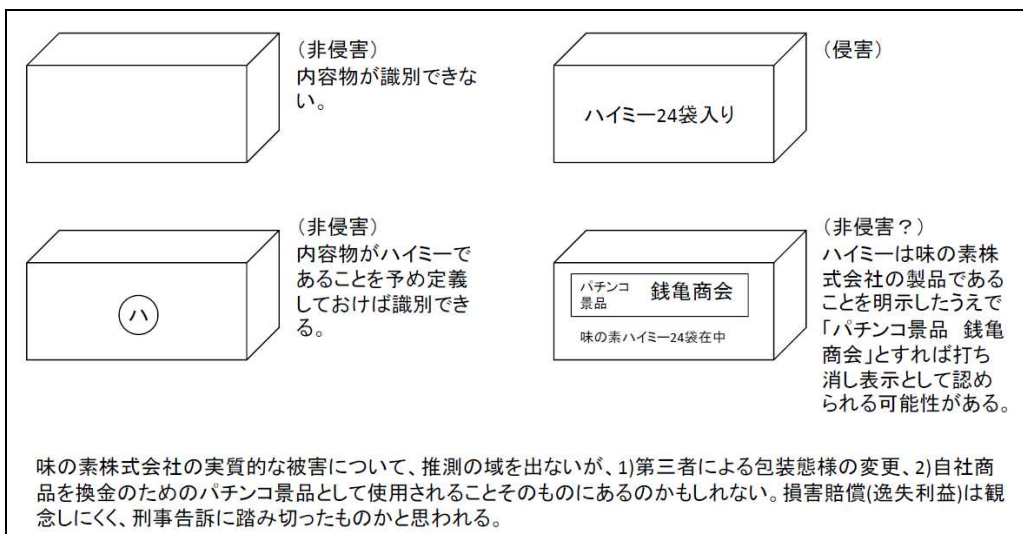 （非侵害）
内容物が識別できな
い。
ハイミー24袋入り
（侵害）
ハ
（非侵害）
内容物がハイミーで
あることを予め定義
しておけば識別でき
る。
パチンコ
景品
銭亀商会
味の素ハイミー24袋在中
（非侵害？）
ハイミーは味の素株
式会社の製品である
ことを明示したうえで
「パチンコ景品　銭亀
商会」とすれば打ち
消し表示として認め
られる可能性がある。
味の素株式会社の実質的な被害について、推測の域を出ないが、1)第三者による包装態様の変更、2)自社商
品を換金のためのパチンコ景品として使用されることそのものにあるのかもしれない。損害賠償(逸失利益)は観
念しにくく、刑事告訴に踏み切ったものかと思われる。